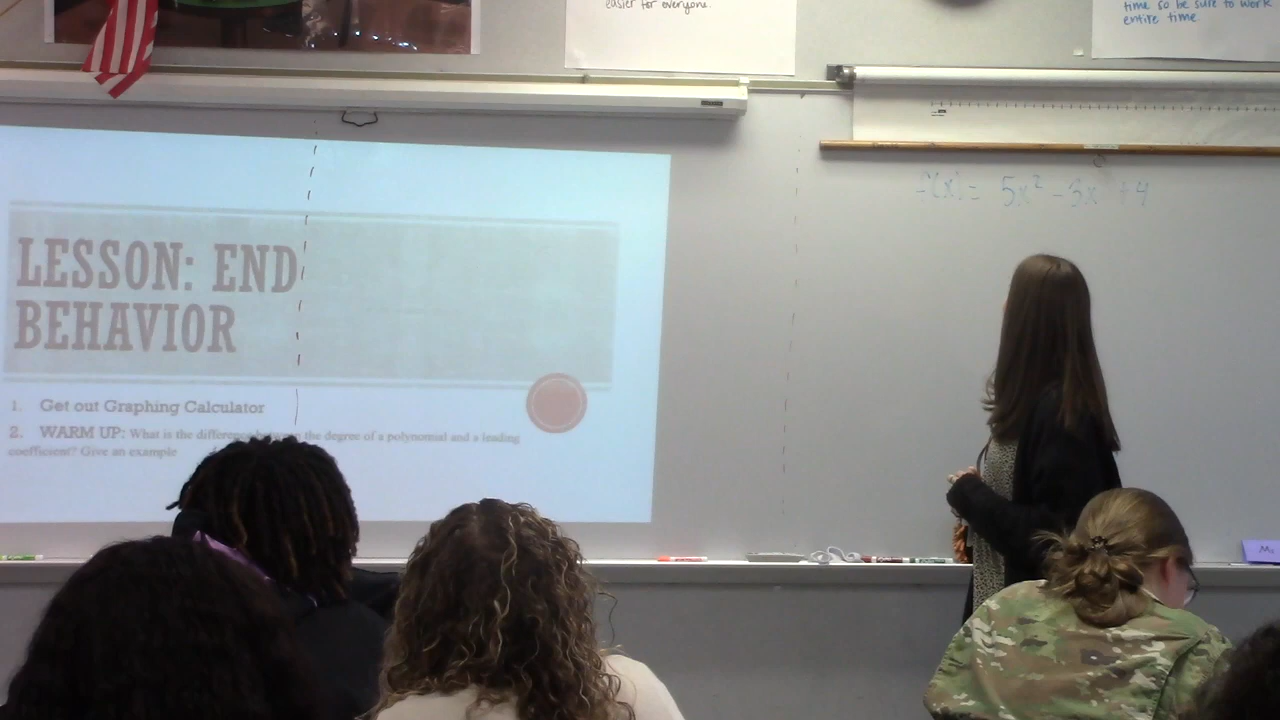 easier for everyone.
time so be sure to work
entire time.
f(x)= 5x² -3x +4
LESSON: END
BEHAVIOR
1. Get out Graphing Calculator
2. WARM UP: What is the difference between the degree of a polynomial and a leading
coefficient? Give an example